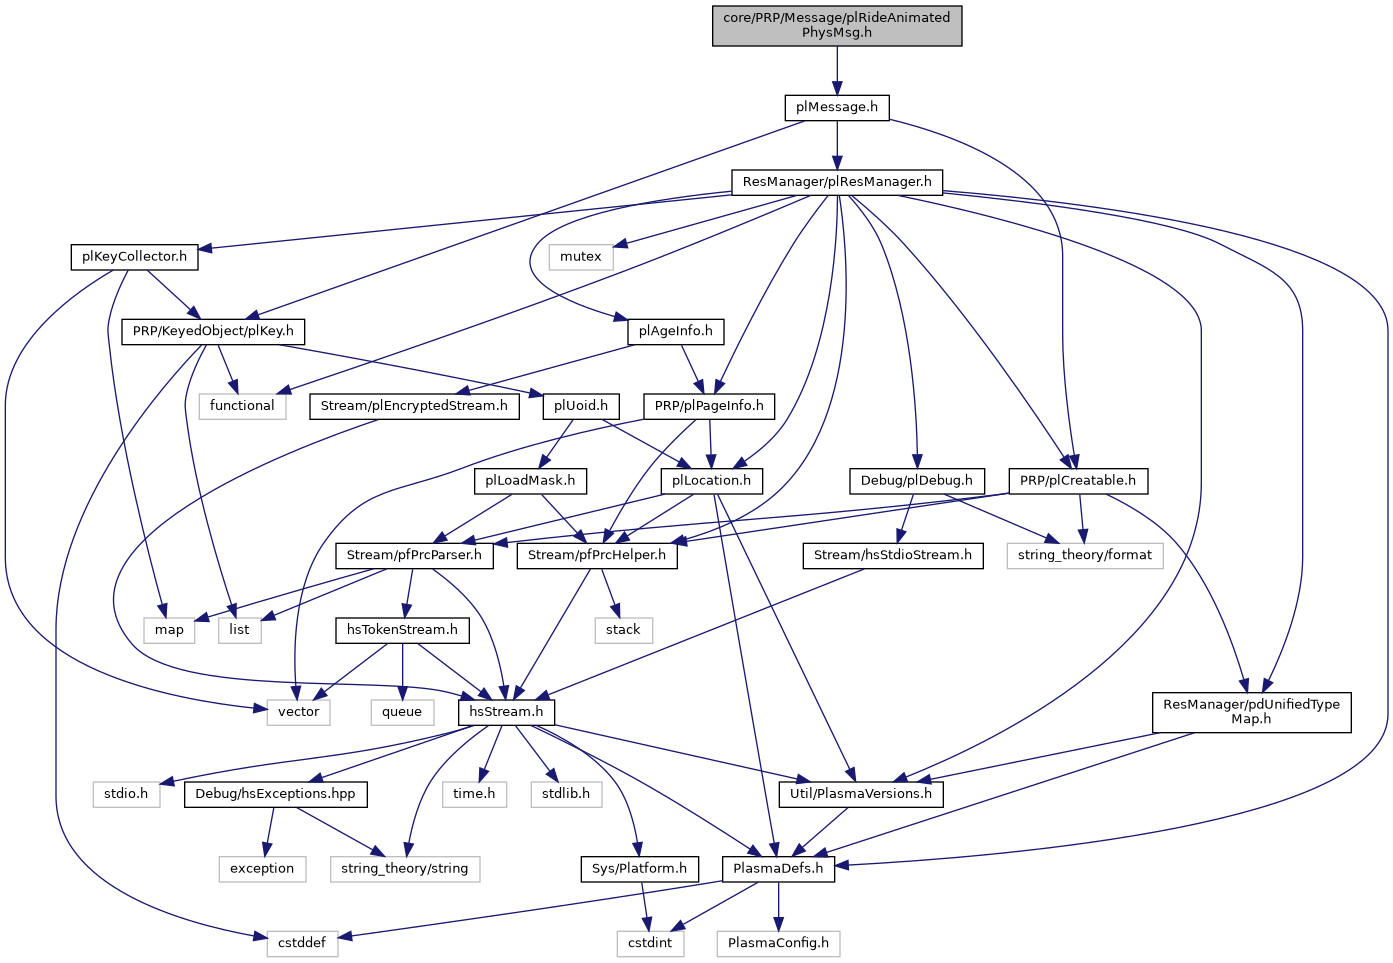 core/PRP/Message/plRideAnimated
PhysMsg.h
plMessage.h
ResManager/plResManager.h
plKeyCollector.h
mutex
PRP/KeyedObject/plKey.h
plAgeInfo.h
functional
Stream/plEncryptedStream.h
plUoid.h
PRP/plPageInfo.h
plLoadMask.h
plLocation.h
Debug/plDebug.h
PRP/plCreatable.h
Stream/pfPrcParser.h
Stream/pfPrcHelper.h
Stream/hsStdioStream.h
string_theory/format
map
list
hsTokenStream.h
stack
vector
queue
hsStream.h
ResManager/pdUnifiedType
Map.h
stdio.h
Debug/hsExceptions.hpp
time.h
stdlib.h
Util/PlasmaVersions.h
exception
string_theory/string
Sys/Platform.h
PlasmaDefs.h
cstddef
cstdint
PlasmaConfig.h